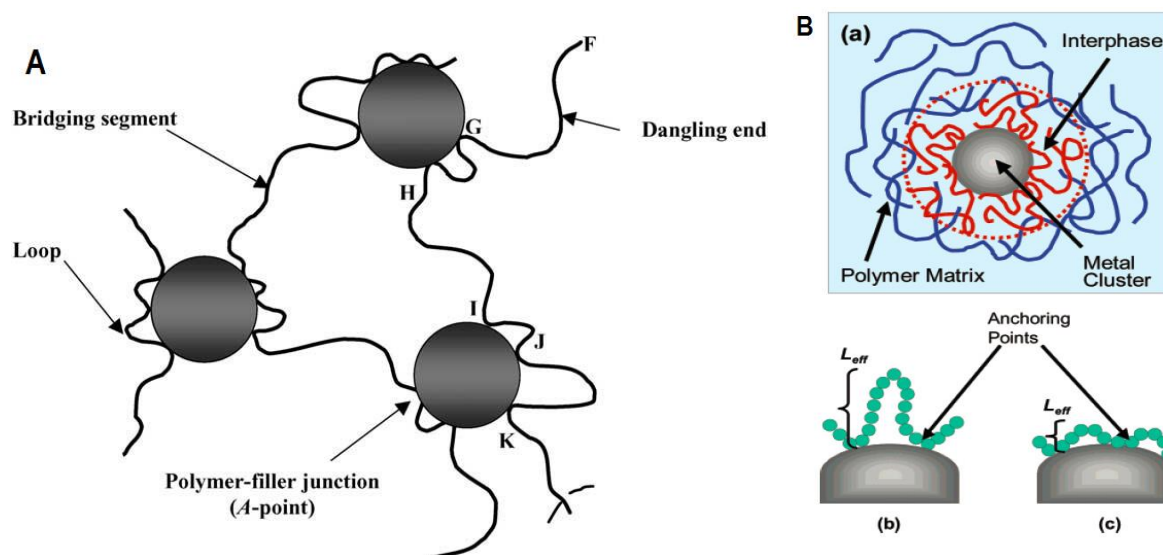 A
Bridging segment
Loop
F
Dangling end
G
H
I
J
K
Polymer-filler junction
(A-point)
B
(a)
Interphase
Polymer Matrix
Metal
Cluster
Anchoring
Points
Leff
Leff
(b)
(c)